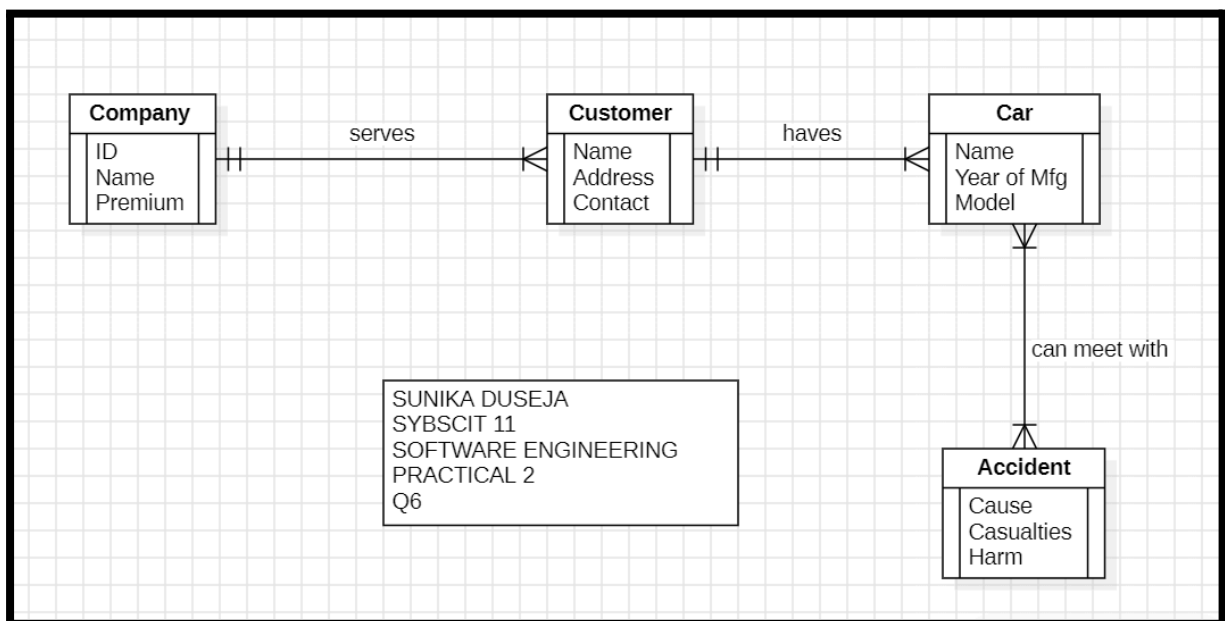 Company
ID
Name
Premium
serves
Customer
Name
Address
Contact
haves
Car
Name
Year of Mfg
Model
can meet with
SUNIKA DUSEJA
SYBSCIT 11
SOFTWARE ENGINEERING
PRACTICAL 2
Q6
Accident
Cause
Casualties
Harm